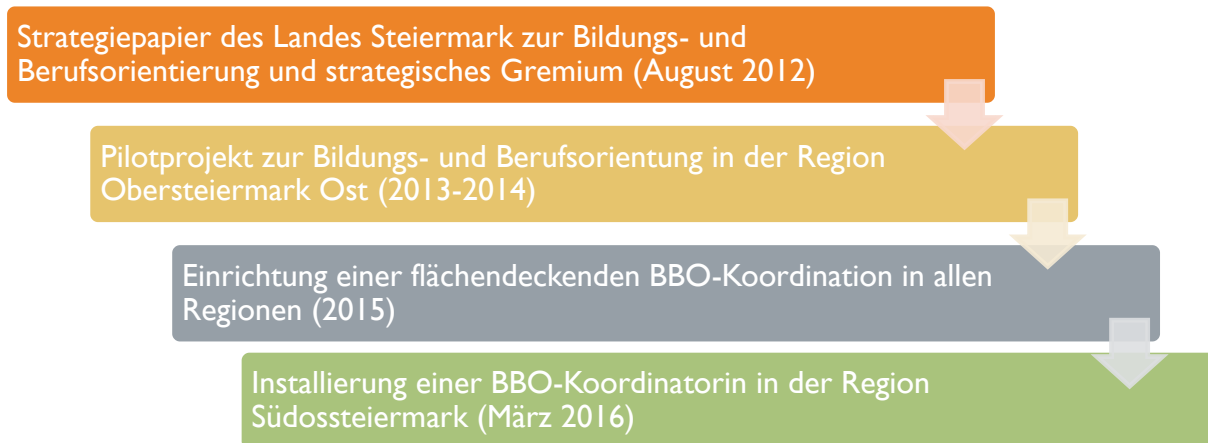 Strategiepapier des Landes Steiermark zur Bildungs- und
Berufsorientierung und strategisches Gremium (August 2012)
Pilotprojekt zur Bildungs- und Berufsorientung in der Region
Obersteiermark Ost (2013-2014)
Einrichtung einer flächendeckenden BBO-Koordination in allen
Regionen (2015)
Installierung einer BBO-Koordinatorin in der Region
Südossteiermark (März 2016)